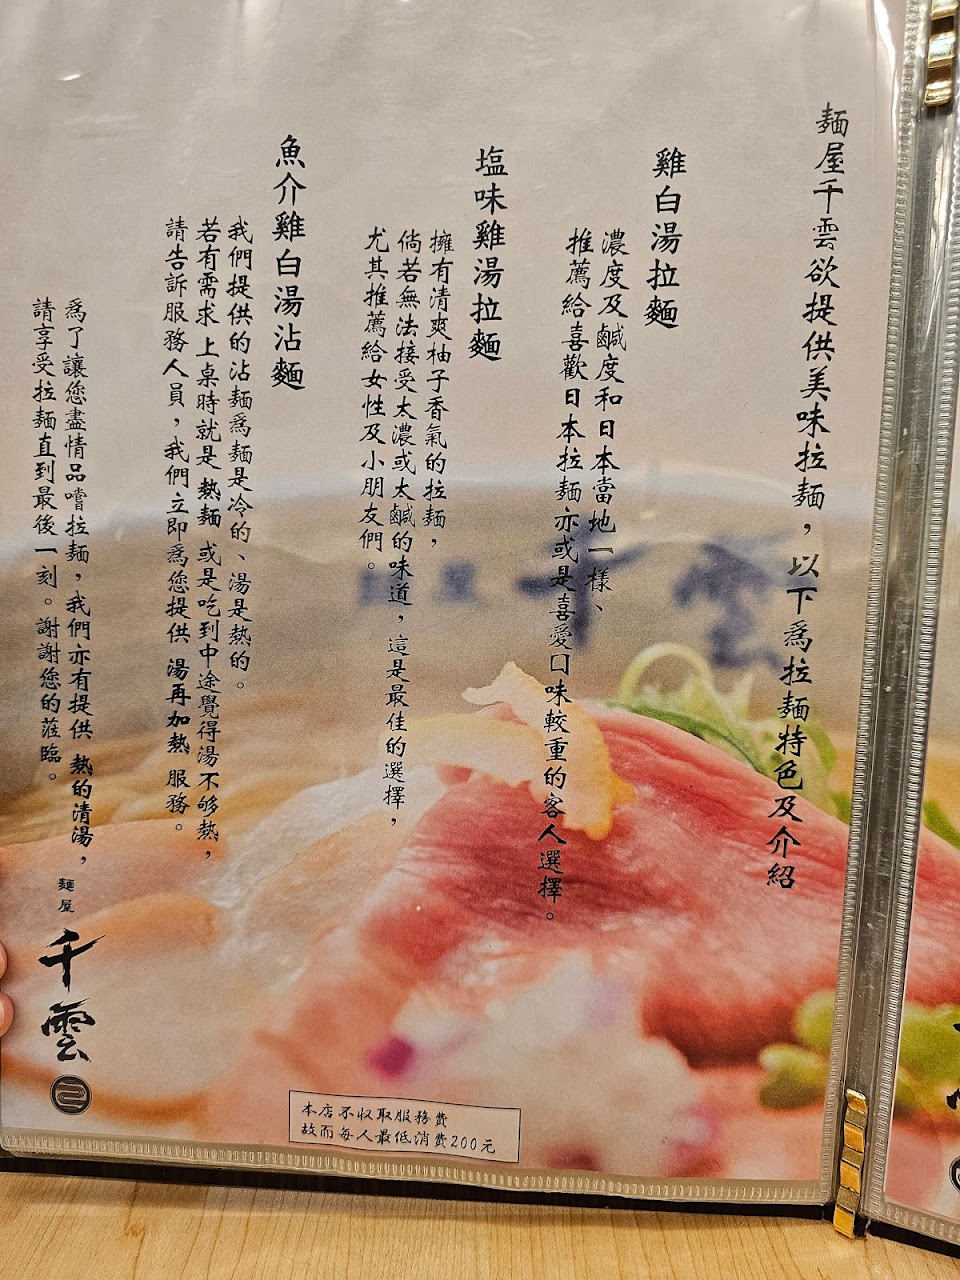 麵屋千雲欲提供美味拉麵，以下為拉麵特色及介紹
雞白湯拉麵
濃度及鹹度和日本當地一樣、
推薦給喜歡日本拉麵亦或是喜愛口味較重的客人選擇。
塩味雞湯拉麵
擁有清爽柚子香氣的拉麵，
倘若無法接受太濃或太鹹的味道，這是最佳的選擇，
尤其推薦給女性及小朋友們。
魚介雞白湯沾麵
我們提供的沾麵為麵是冷的、湯是熱的。
若有需求 上桌時就是 熱麵 或是吃到中途覺得湯不够熱，
請告訴服務人員，我們立即為您提供 湯再加熱 服務。
為了讓您盡情品嚐拉麵，我們亦有提供 熱的清湯，
請享受拉麵直到最後一刻。謝謝您的蒞臨。
麵屋
千雲
本店不收取服務費
故而每人最低消費200元